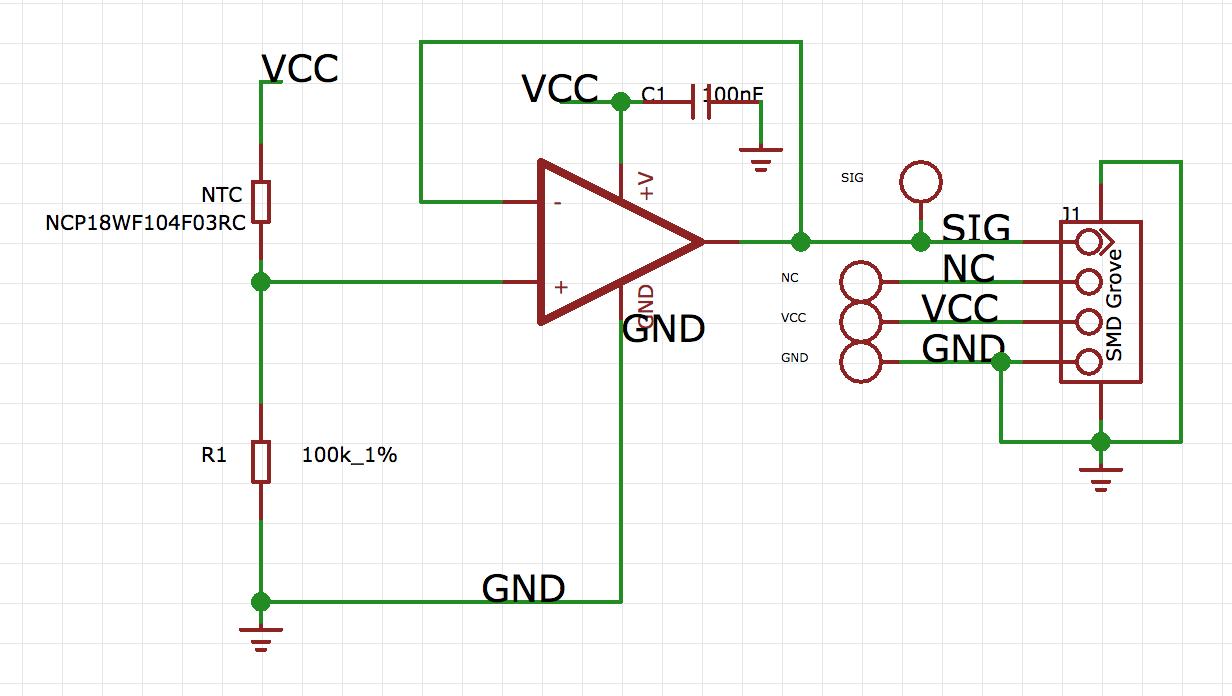 VCC
NTC
NCP18WF104F03RC
R1 100k_1%
GND
VCC
C1 100nF
+V
-
+
GND
GND
SIG
SIG
NC
NC
VCC
VCC
GND
GND
J1
SMD Grove